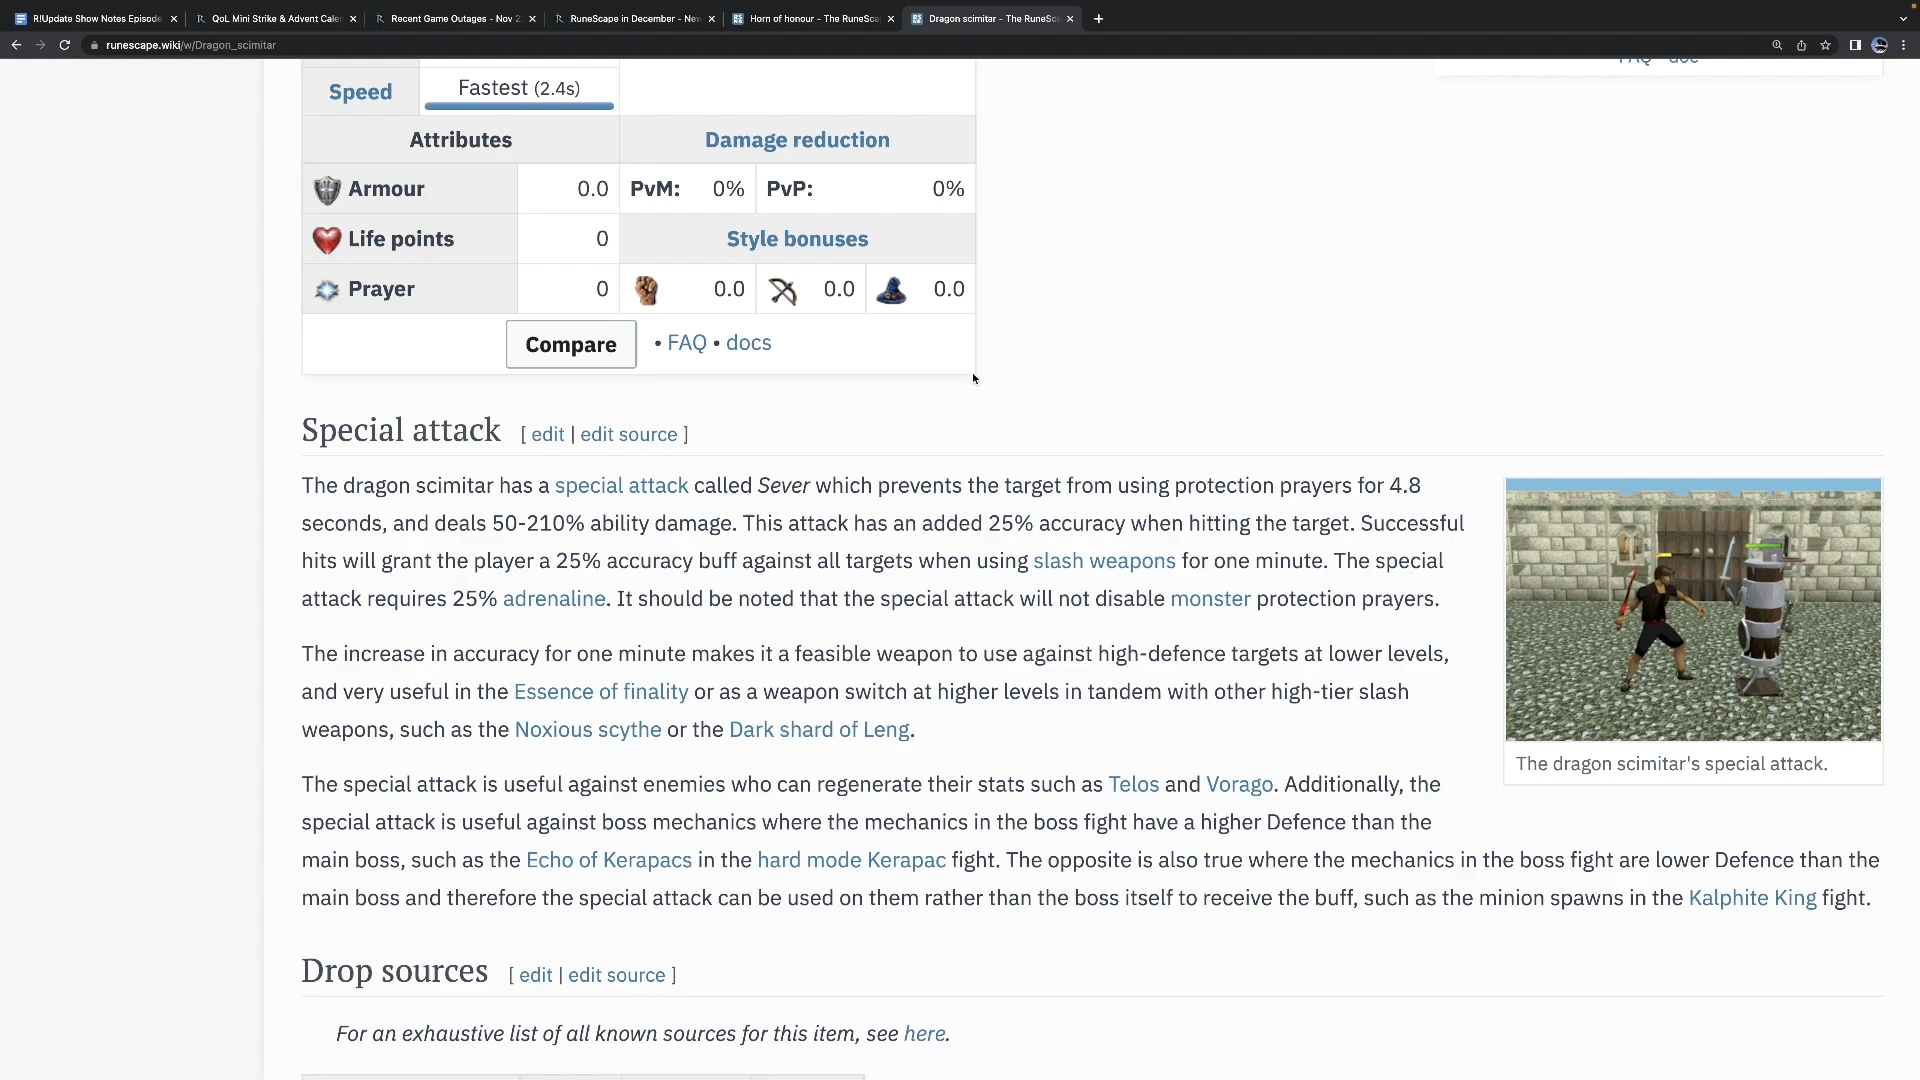 R!Update Show Notes Episode
QoL Mini Strike & Advent Caler
Recent Game Outages - Nov 2
RuneScape in December - New
Horn of honour – The RuneSca
Dragon scimitar – The RuneSca
runescape.wiki/w/Dragon_scimitar
FAQ • doc
Speed
Fastest (2.4s)
Attributes
Damage reduction
Armour 0.0 PvM: 0% PvP: 0%
Life points 0 Style bonuses
Prayer 0 0.0 0.0 0.0
Compare • FAQ • docs
Special attack [ edit | edit source ]
The dragon scimitar has a special attack called Sever which prevents the target from using protection prayers for 4.8
seconds, and deals 50-210% ability damage. This attack has an added 25% accuracy when hitting the target. Successful
hits will grant the player a 25% accuracy buff against all targets when using slash weapons for one minute. The special
attack requires 25% adrenaline. It should be noted that the special attack will not disable monster protection prayers.
The increase in accuracy for one minute makes it a feasible weapon to use against high-defence targets at lower levels,
and very useful in the Essence of finality or as a weapon switch at higher levels in tandem with other high-tier slash
weapons, such as the Noxious scythe or the Dark shard of Leng.
The dragon scimitar's special attack.
The special attack is useful against enemies who can regenerate their stats such as Telos and Vorago. Additionally, the
special attack is useful against boss mechanics where the mechanics in the boss fight have a higher Defence than the
main boss, such as the Echo of Kerapacs in the hard mode Kerapac fight. The opposite is also true where the mechanics in the boss fight are lower Defence than the
main boss and therefore the special attack can be used on them rather than the boss itself to receive the buff, such as the minion spawns in the Kalphite King fight.
Drop sources [ edit | edit source ]
For an exhaustive list of all known sources for this item, see here.